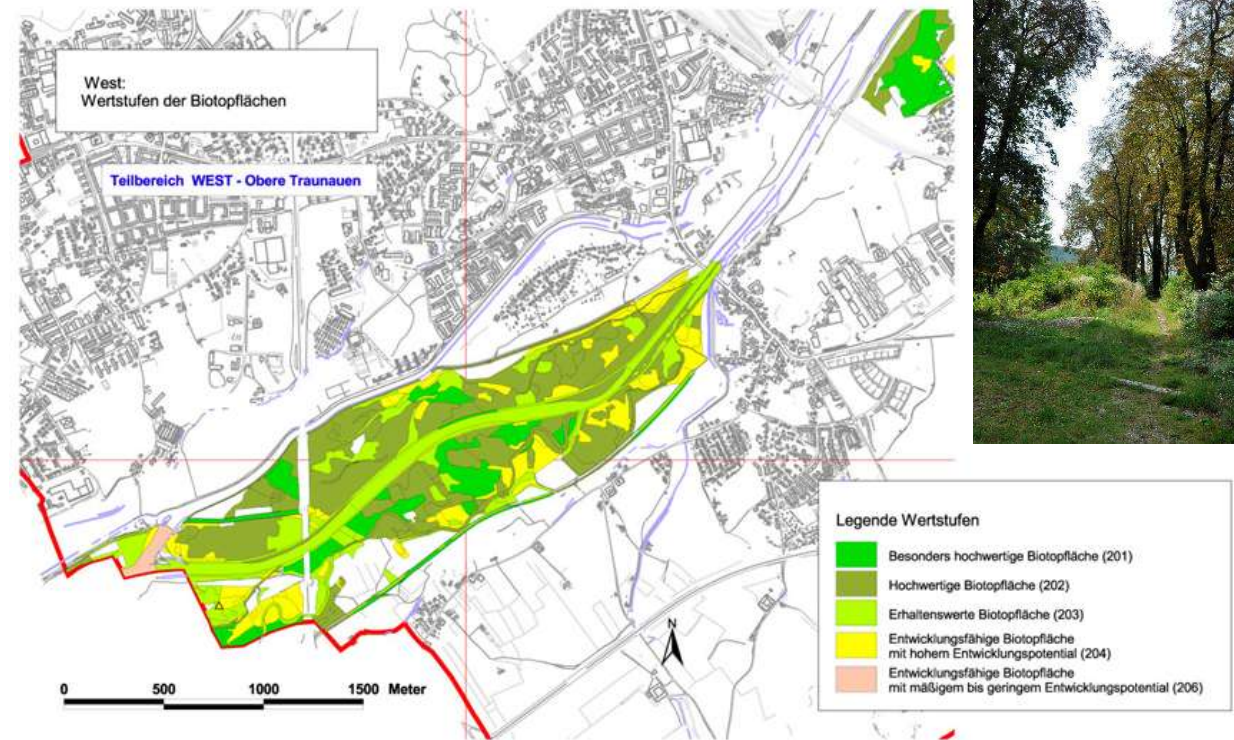 West:
Wertstufen der Biotopflächen
Teilbereich WEST - Obere Traunauen
N
0 500 1000 1500 Meter
Legende Wertstufen
Besonders hochwertige Biotopfläche (201)
Hochwertige Biotopfläche (202)
Erhaltenswerte Biotopfläche (203)
Entwicklungsfähige Biotopfläche
mit hohem Entwicklungspotential (204)
Entwicklungsfähige Biotopfläche
mit mäßigem bis geringem Entwicklungspotential (206)